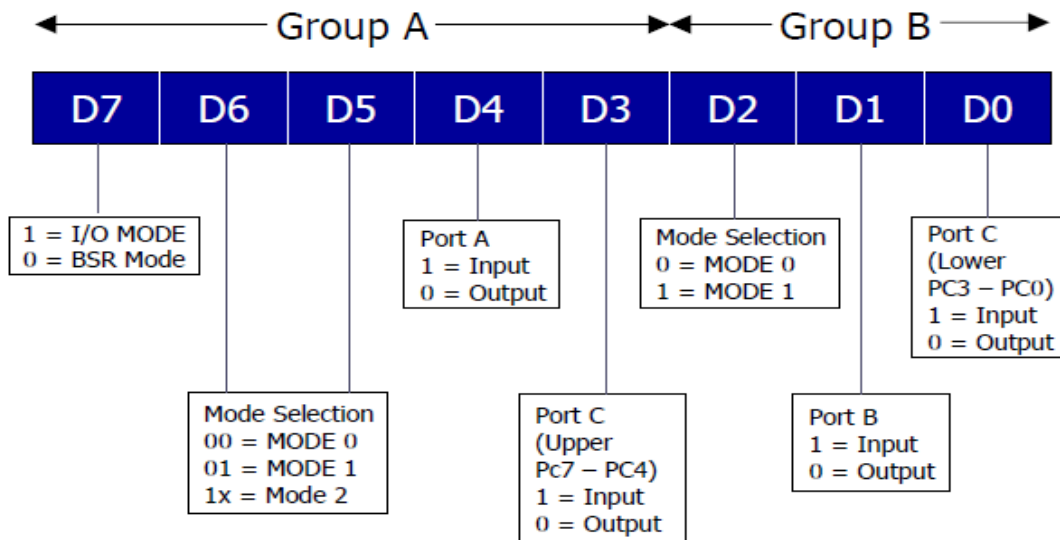 Group A
Group B
D7 D6 D5 D4 D3 D2 D1 D0
1 = I/O MODE
0 = BSR Mode
Mode Selection
00 = MODE 0
01 = MODE 1
1x = Mode 2
Port A
1 = Input
0 = Output
Port C
(Upper
Pc7 – PC4)
1 = Input
0 = Output
Mode Selection
0 = MODE 0
1 = MODE 1
Port B
1 = Input
0 = Output
Port C
(Lower
PC3 – PC0)
1 = Input
0 = Output